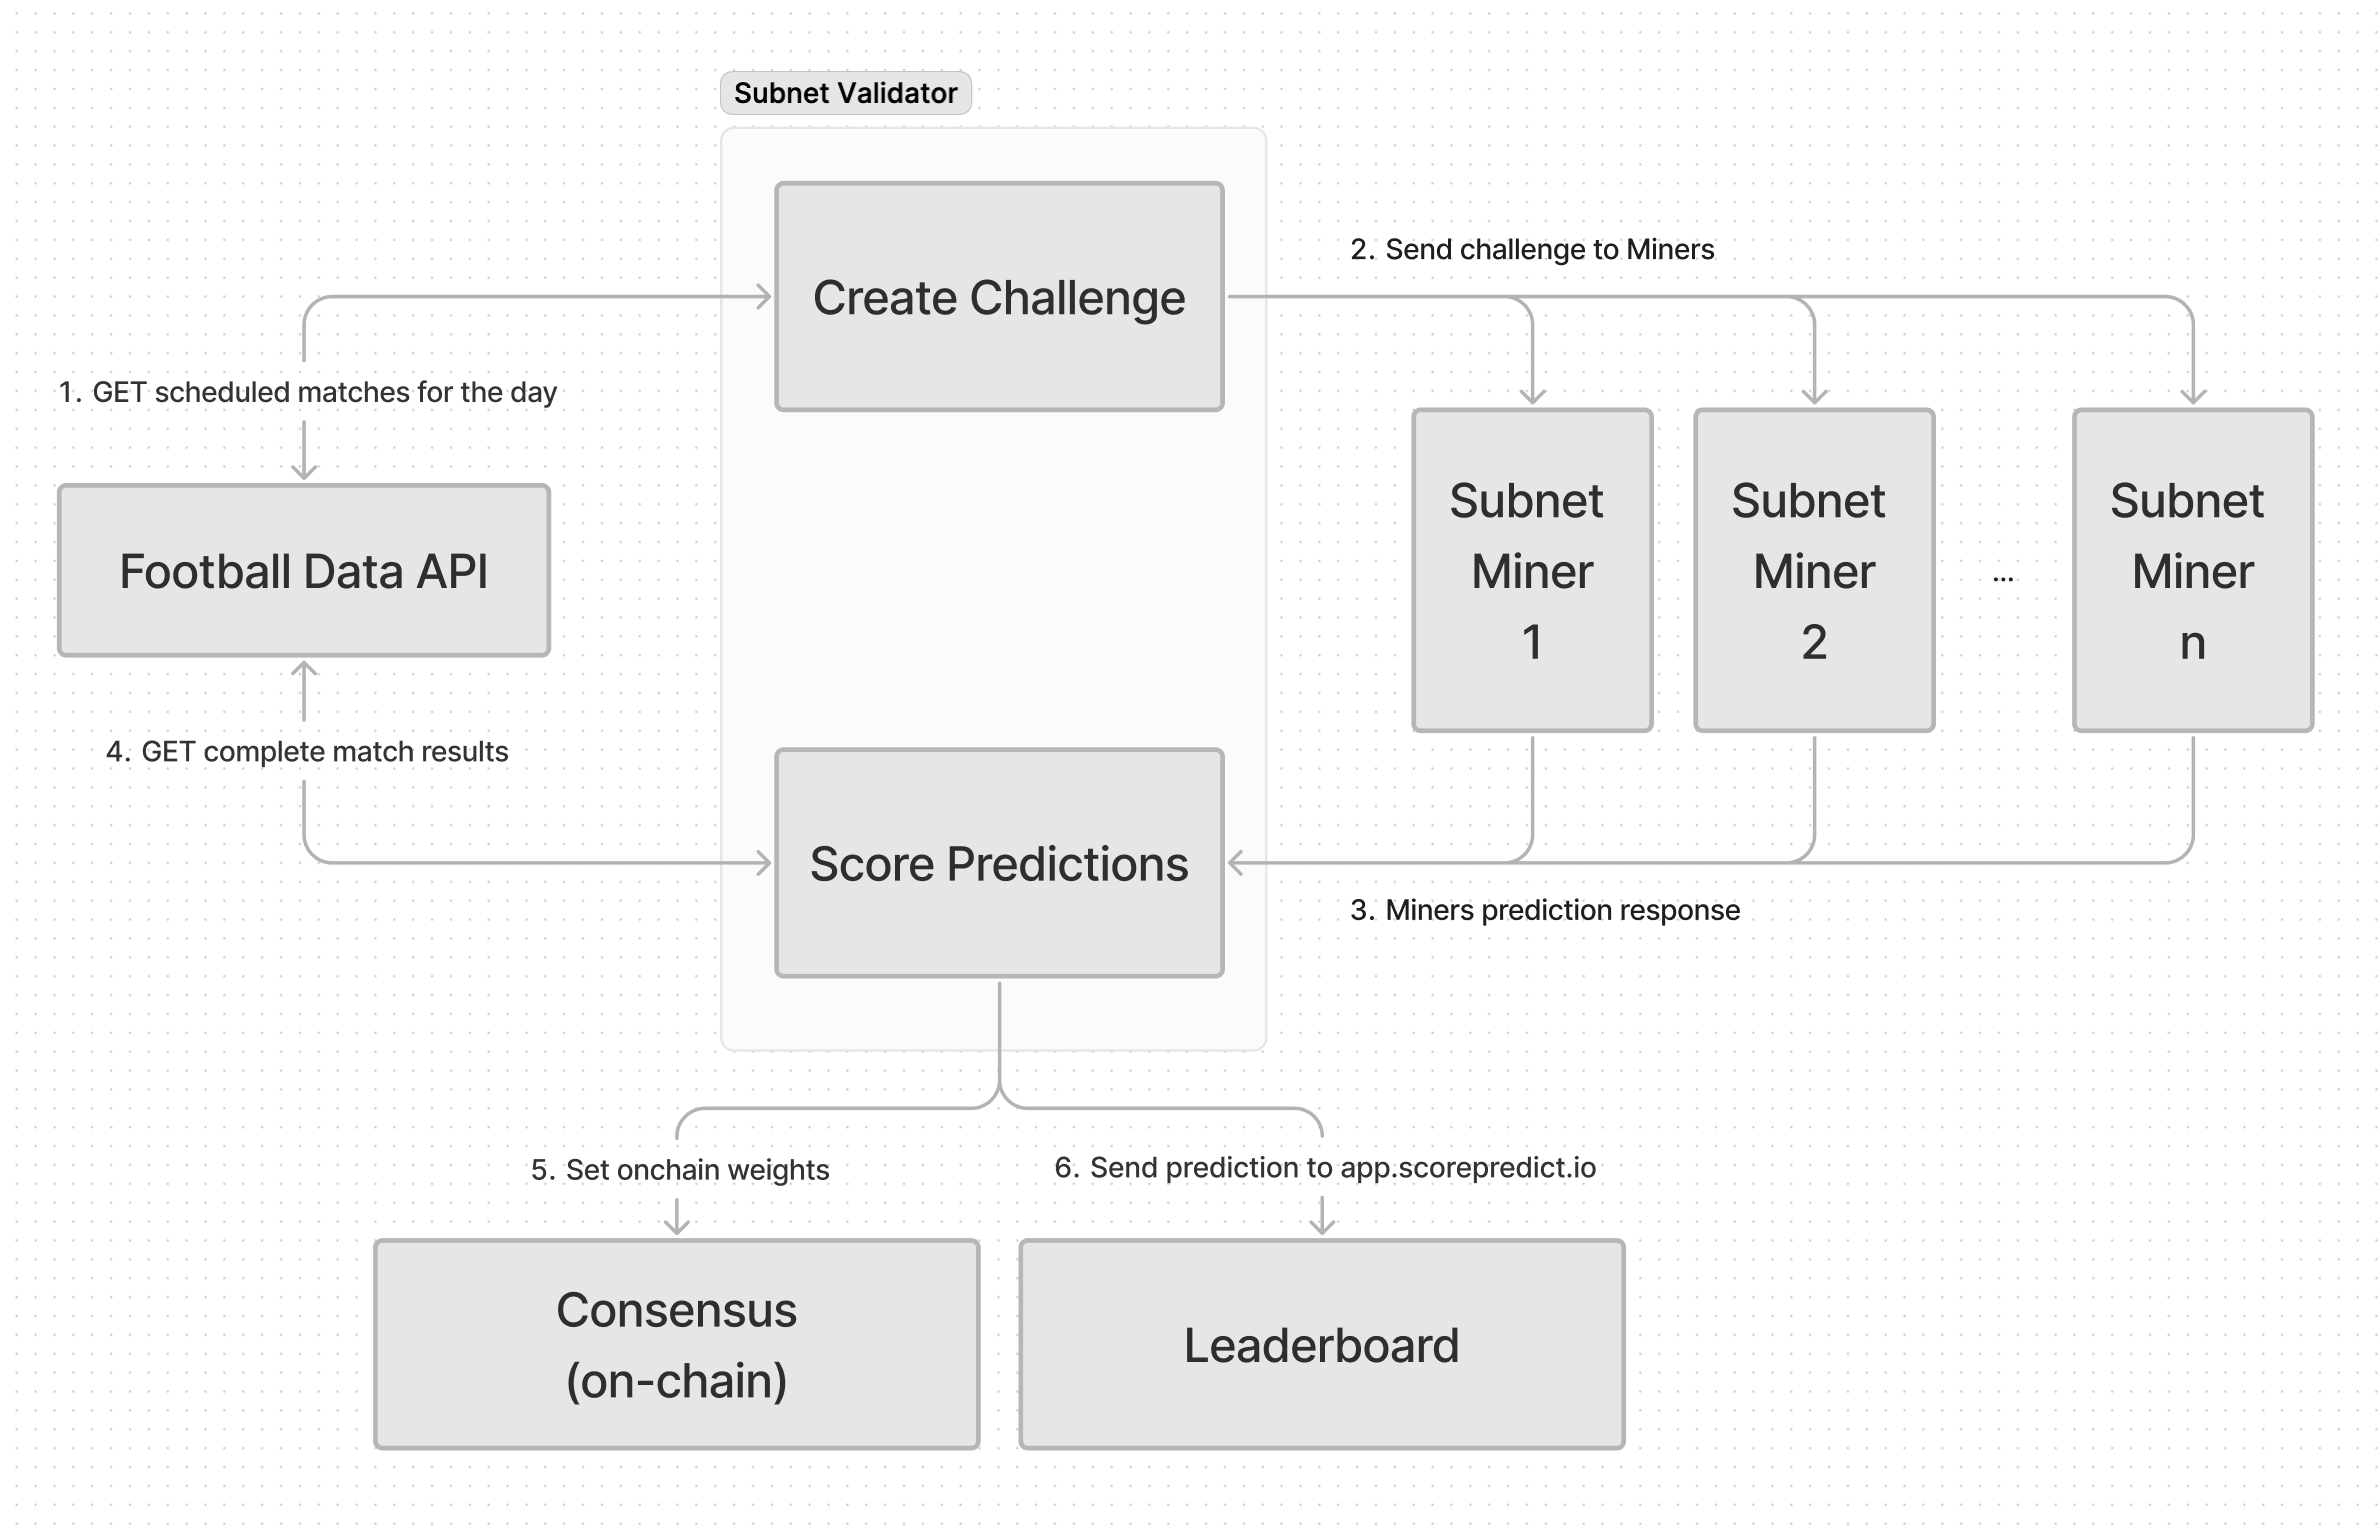 Subnet Validator
Create Challenge
2. Send challenge to Miners
1. GET scheduled matches for the day
Football Data API
Subnet
Miner
1
Subnet
Miner
2
...
Subnet
Miner
n
4. GET complete match results
Score Predictions
3. Miners prediction response
5. Set onchain weights
6. Send prediction to app.scorepredict.io
Consensus
(on-chain)
Leaderboard